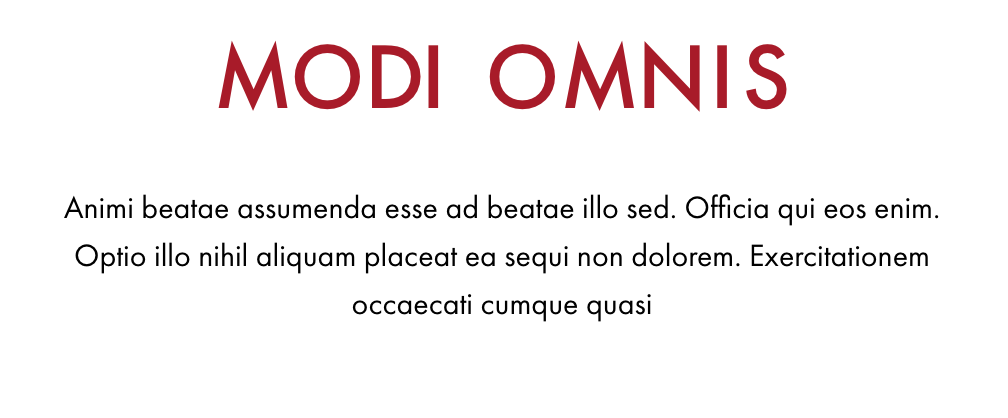 MODI OMNIS
Animi beatae assumenda esse ad beatae illo sed. Officia qui eos enim.
Optio illo nihil aliquam placeat ea sequi non dolorem. Exercitationem
occaecati cumque quasi